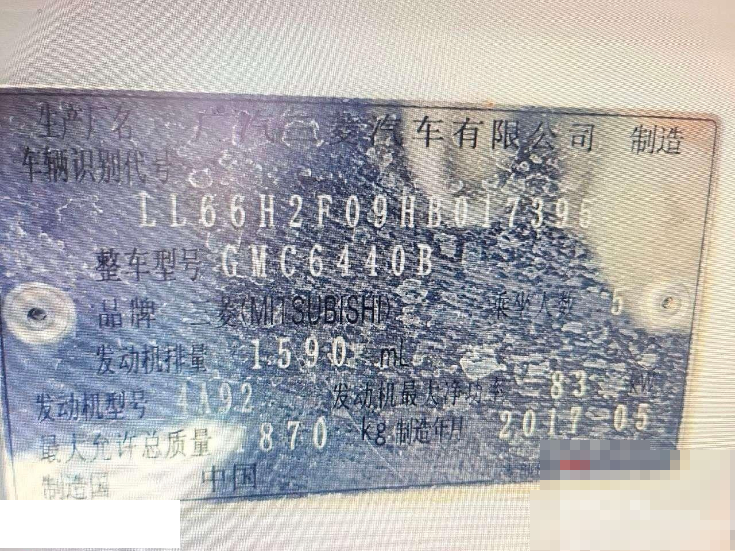 生产厂名 广汽三菱汽车有限公司 制造
车辆识别代号
LL66H2F09HB017395
整车型号 GMC6440B
品牌 三菱(MITSUBISHI) 乘坐人数 5
发动机排量 1590 mL
发动机型号 4A92 发动机最大净功率 83 kW
最大允许总质量 1870 kg 制造年月 2017 05
制造国 中国